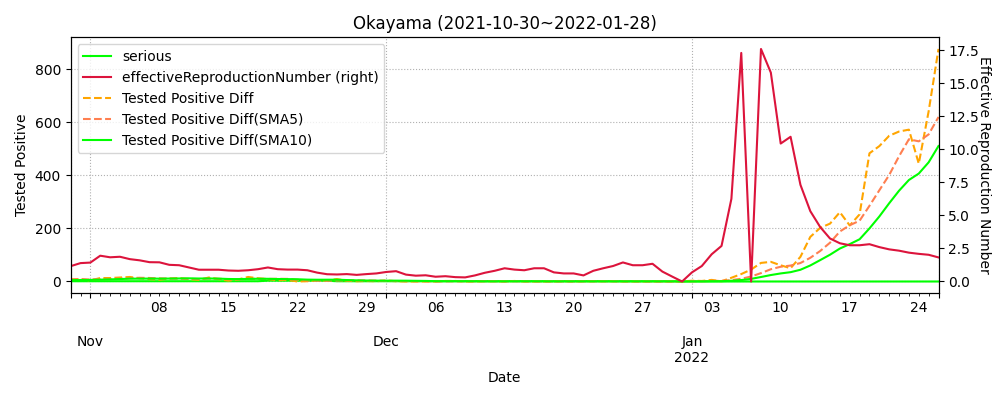 Okayama (2021-10-30~2022-01-28)
serious
effectiveReproductionNumber (right)
Tested Positive Diff
Tested Positive Diff(SMA5)
Tested Positive Diff(SMA10)
Tested Positive
800
600
400
200
0
17.5
15.0
12.5
10.0
7.5
5.0
2.5
0.0
Effective Reproduction Number
08 15 22 29 06 13 20 27 03 10 17 24
Nov Dec Jan
2022
Date